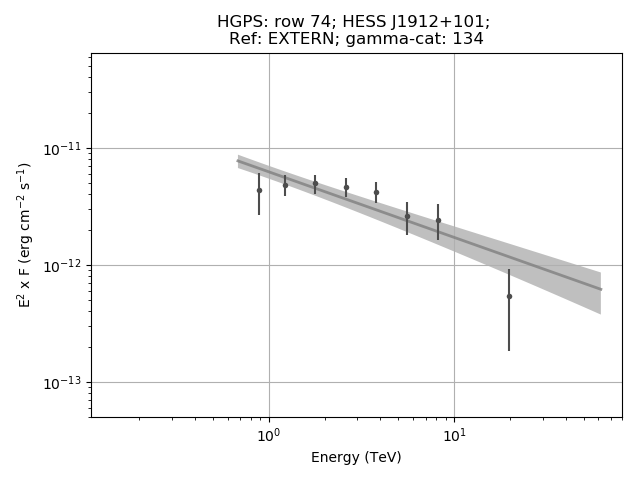 HGPS: row 74; HESS J1912+101;
Ref: EXTERN; gamma-cat: 134
E² x F (erg cm⁻² s⁻¹)
10⁻¹¹
10⁻¹²
10⁻¹³
10⁰
10¹
Energy (TeV)